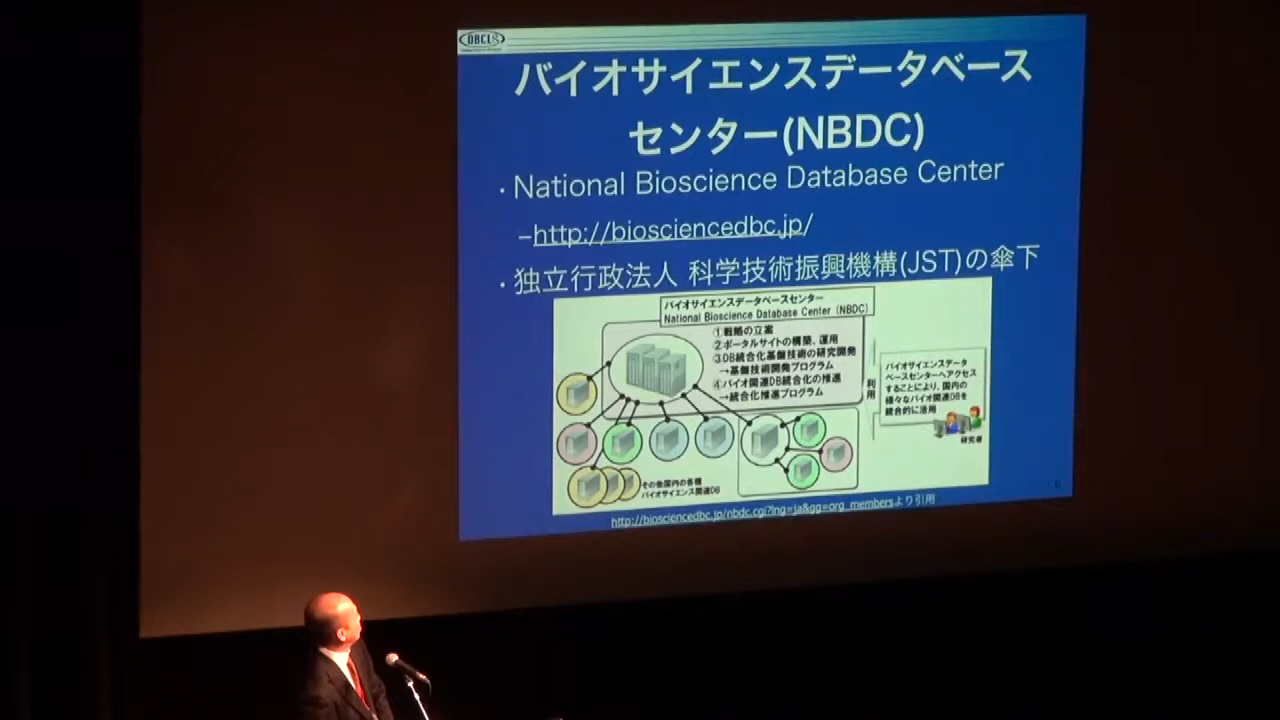 DBCLS
バイオサイエンスデータベース
センター(NBDC)
・National Bioscience Database Center
–http://biosciencedbc.jp/
・独立行政法人 科学技術振興機構(JST)の傘下
バイオサイエンスデータベースセンター
National Bioscience Database Center (NBDC)
①戦略の立案
②ポータルサイトの構築、運用
③DB統合化基盤技術の研究開発
→基盤技術開発プログラム
④バイオ関連DB統合化の推進
→統合化推進プログラム
利用
バイオサイエンスデータ
ベースセンターへアクセス
することにより、国内の
様々なバイオ関連DBを
統合的に活用
研究者
その他国内の各種
バイオサイエンス関連DB
http://biosciencedbc.jp/nbdc.cgi?lng=ja&gg=org_membersより引用